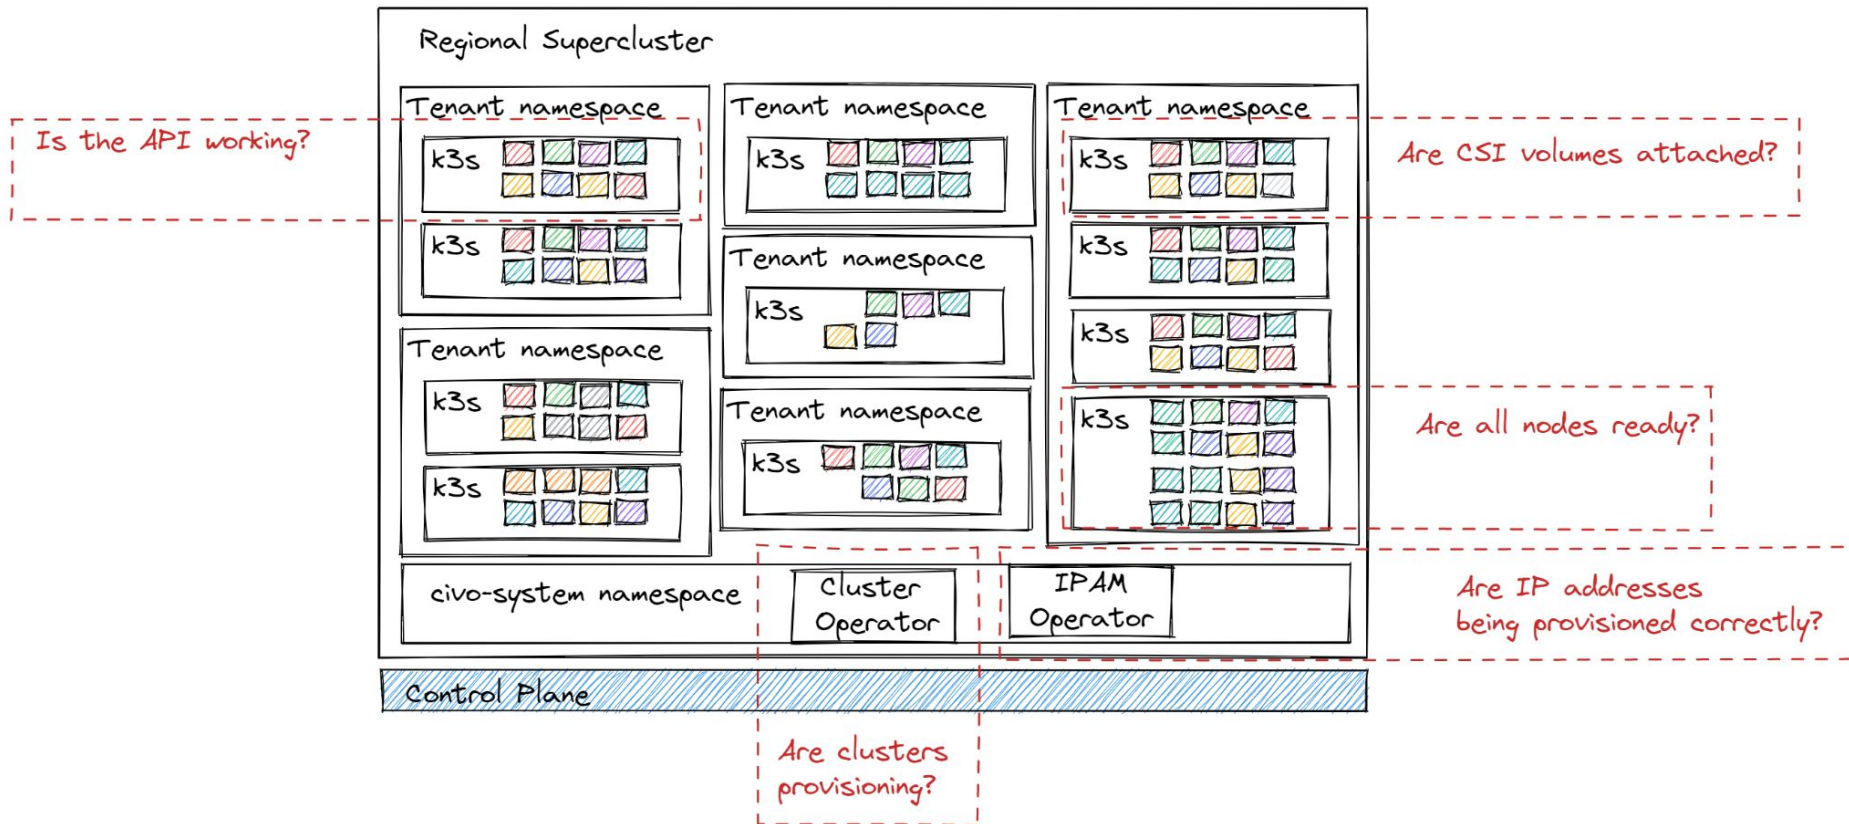 Regional Supercluster
Tenant namespace
Is the API working?
k3s
k3s
Tenant namespace
k3s
k3s
Tenant namespace
k3s
Tenant namespace
k3s
Tenant namespace
k3s
Tenant namespace
k3s
Are CSI volumes attached?
k3s
k3s
k3s
Are all nodes ready?
civo-system namespace
Cluster
Operator
IPAM
Operator
Are IP addresses
being provisioned correctly?
Control Plane
Are clusters
provisioning?